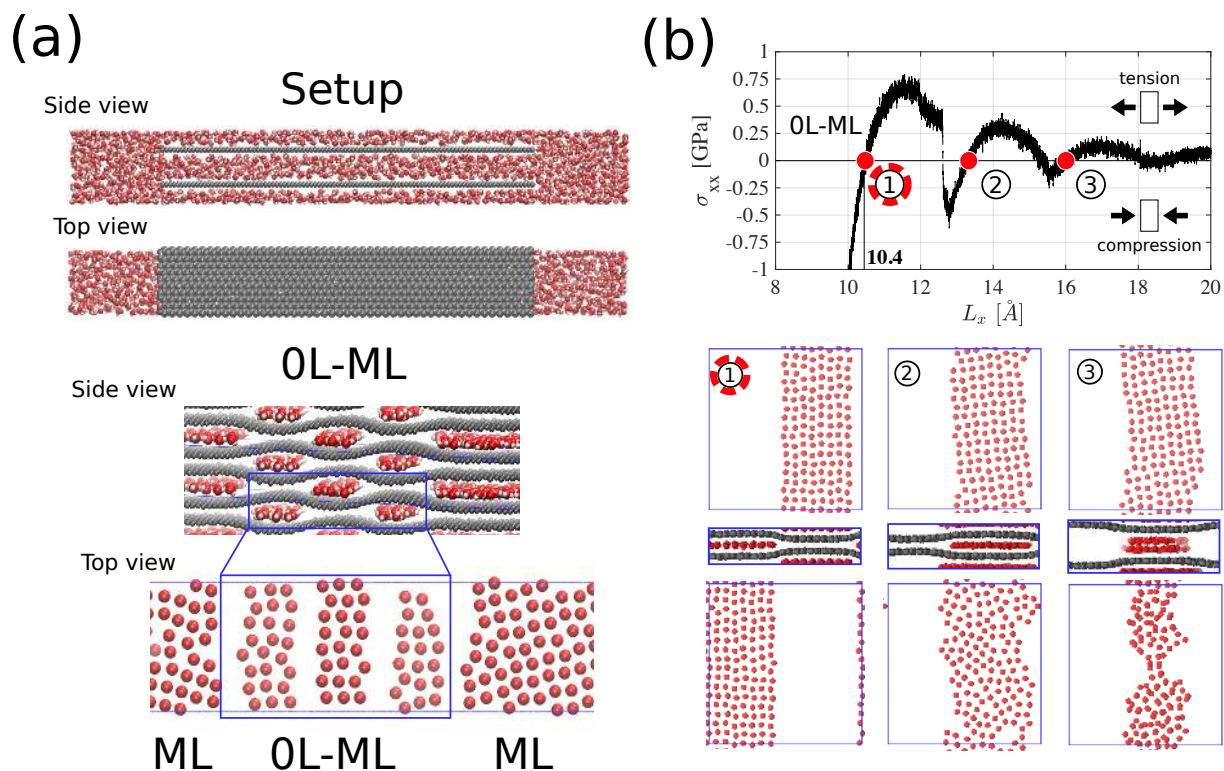 (a)
Setup
Side view
Top view
0L-ML
Side view
Top view
ML 0L-ML ML
(b)
σxx [GPa]
1
0.75
0.5
0.25
0
-0.25
-0.5
-0.75
-1
0L-ML
tension
1 2 3
compression
10.4
8 10 12 14 16 18 20
Lx [Å]
1 2 3